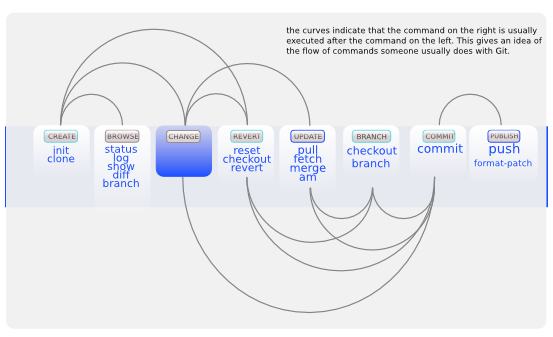 the curves indicate that the command on the right is usually
executed after the command on the left. This gives an idea of
the flow of commands someone usually does with Git.
CREATE
init
clone
BROWSE
status
log
show
diff
branch
CHANGE
REVERT
reset
checkout
revert
UPDATE
pull
fetch
merge
am
BRANCH
checkout
branch
COMMIT
commit
PUBLISH
push
format-patch